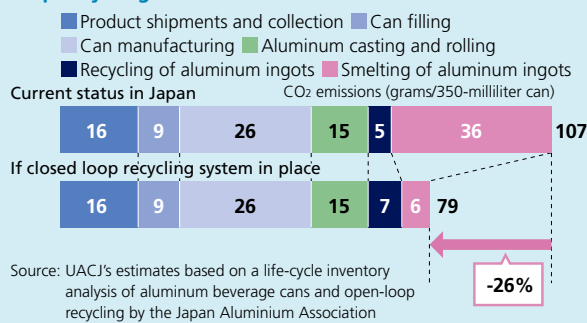 Product shipments and collection Can filling
Can manufacturing Aluminum casting and rolling
Recycling of aluminum ingots Smelting of aluminum ingots
Current status in Japan CO₂ emissions (grams/350-milliliter can)
16 9 26 15 5 36 107
If closed loop recycling system in place
16 9 26 15 7 6 79
-26%
Source: UACJ's estimates based on a life-cycle inventory
analysis of aluminum beverage cans and open-loop
recycling by the Japan Aluminium Association